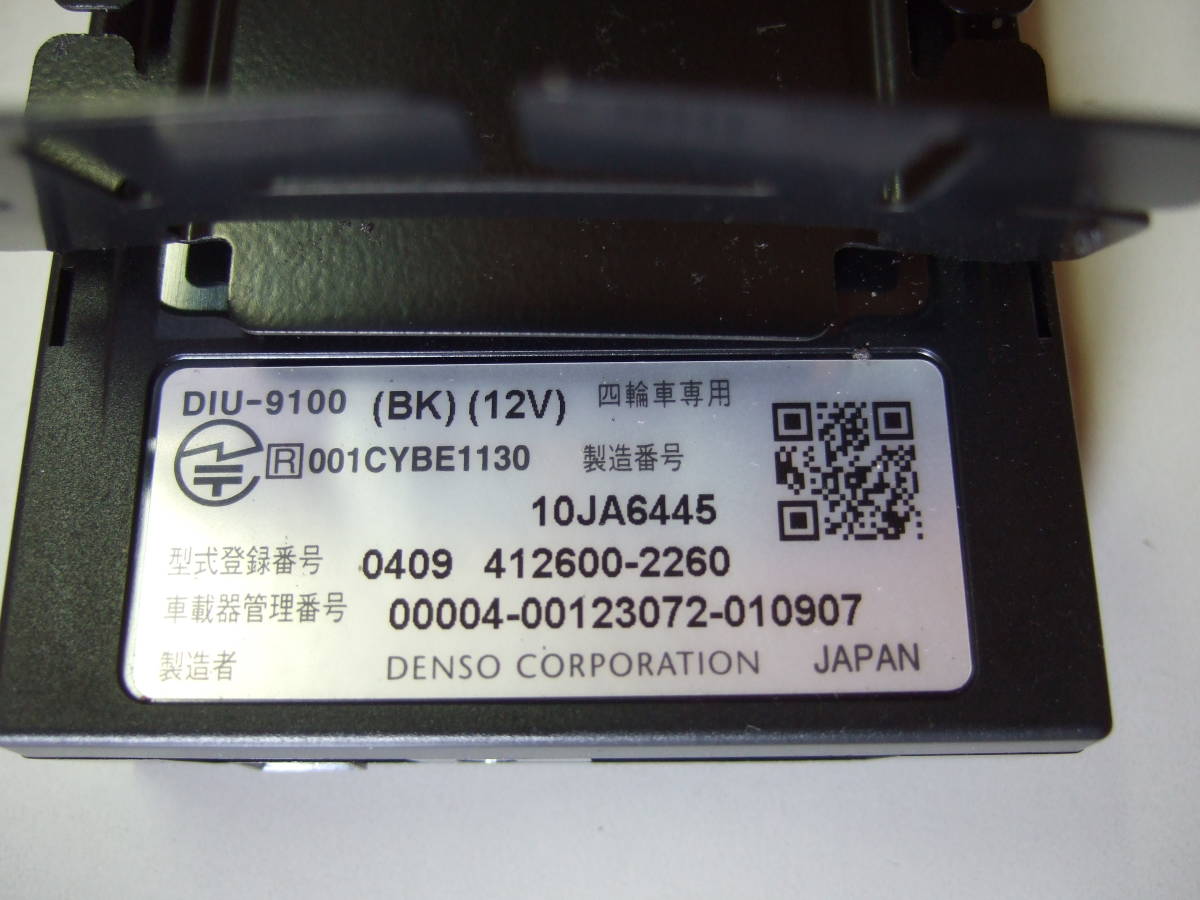 DIU-9100 (BK) (12V) 四輪車専用
R 001CYBE1130 製造番号
10JA6445
型式登録番号 0409 412600-2260
車載器管理番号 00004-00123072-010907
製造者 DENSO CORPORATION JAPAN